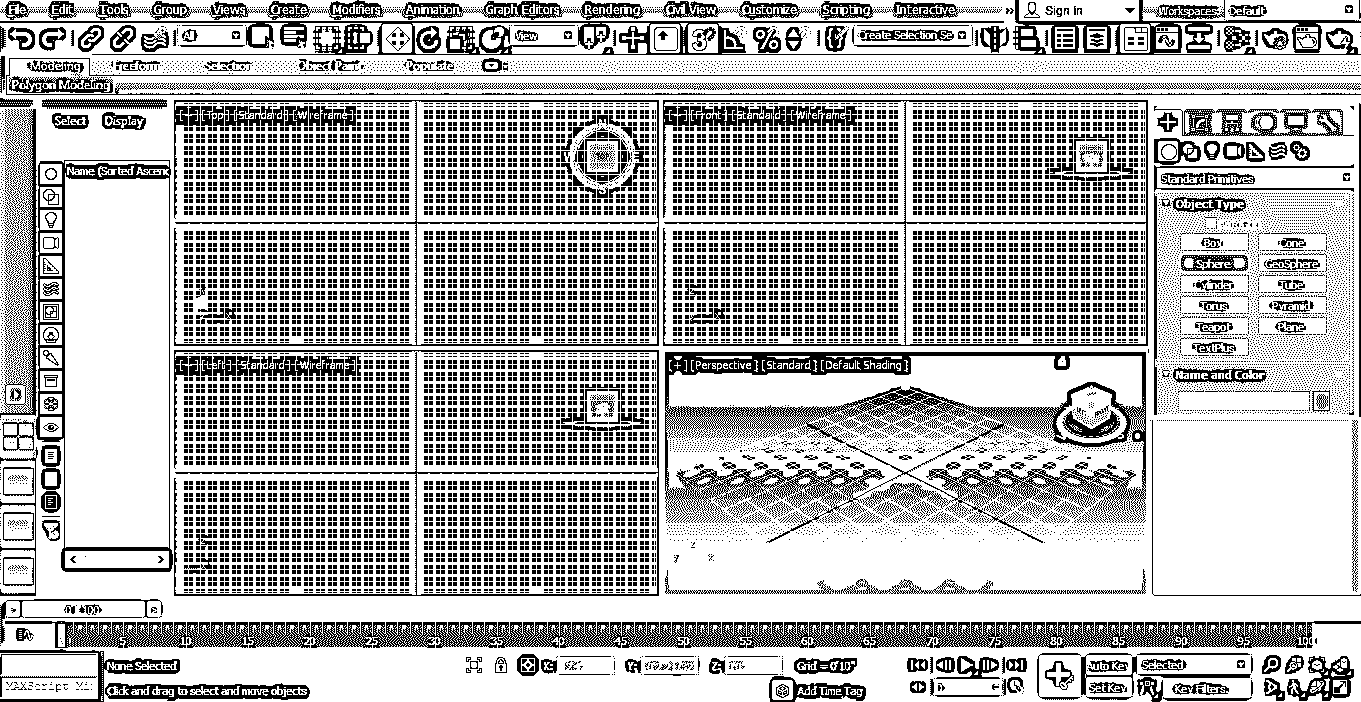 File Edit Tools Group Views Create Modifiers Animation Graph Editors Rendering Civil View Customize Scripting Interactive » Sign In Workspaces: Default
All View Create Selection Se
Modeling Freeform Selection Object Paint Populate
Polygon Modeling
Select Display
Name (Sorted Ascend
[+] [Top] [Standard] [Wireframe]
[+] [Front] [Standard] [Wireframe]
[+] [Left] [Standard] [Wireframe]
[+] [Perspective] [Standard] [Default Shading]
z
y x
Standard Primitives
Object Type
Box Cone
Sphere GeoSphere
Cylinder Tube
Torus Pyramid
Teapot Plane
TextPlus
Name and Color
0 / 100
5 10 15 20 25 30 35 40 45 50 55 60 65 70 75 80 85 90 95 100
None Selected X: Y: Z: Grid = 0'10" Auto Key Selected
MAXScript Mi Click and drag to select and move objects Add Time Tag Set Key Key Filters...